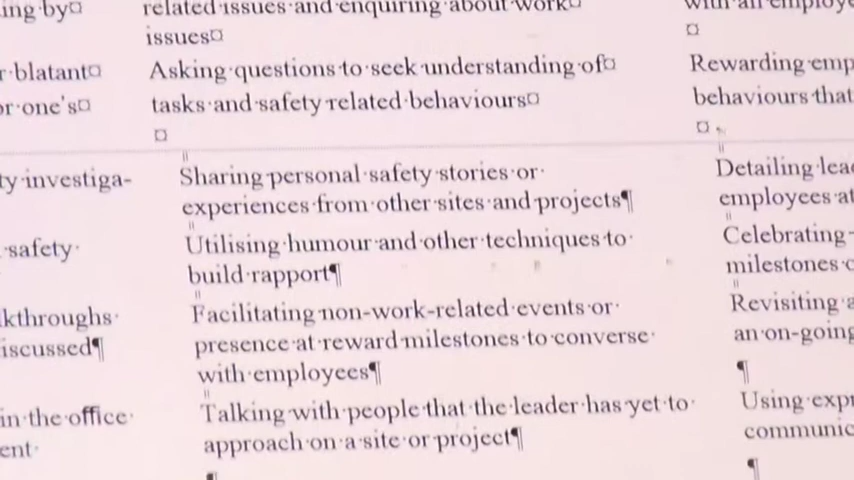 ing by
r blatant
or one's
ty investiga-
safety
kthroughs
iscussed¶
in the office
ent
related issues and enquiring about work
issues
Asking questions to seek understanding of
tasks and safety related behaviours
Sharing personal safety stories or
experiences from other sites and projects¶
Utilising humour and other techniques to
build rapport¶
Facilitating non-work-related events or
presence at reward milestones to converse
with employees¶
Talking with people that the leader has yet to
approach on a site or project¶
¶
with an employe
Rewarding emp
behaviours that
Detailing lea
employees at
Celebrating
milestones
Revisiting
an on-going
¶
Using exp
communic
¶